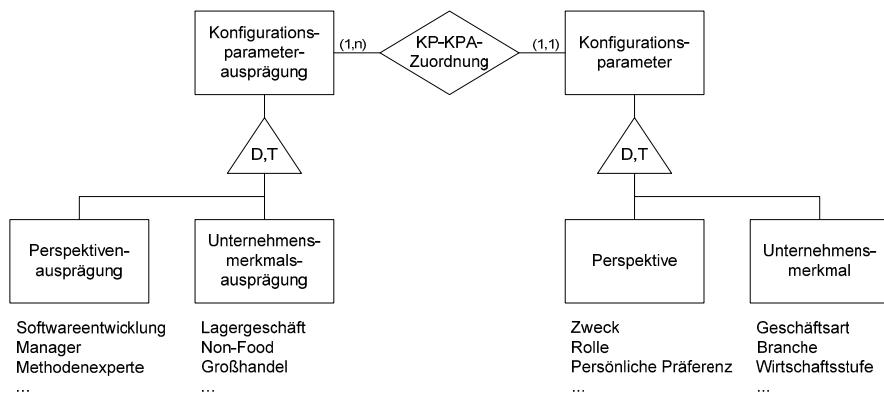 Konfigurations-
parameter-
ausprägung
(1,n)
KP-KPA-
Zuordnung
(1,1)
Konfigurations-
parameter
D,T
D,T
Perspektiven-
ausprägung
Unternehmens-
merkmals-
ausprägung
Perspektive
Unternehmens-
merkmal
Softwareentwicklung
Manager
Methodenexperte
...
Lagergeschäft
Non-Food
Großhandel
...
Zweck
Rolle
Persönliche Präferenz
...
Geschäftsart
Branche
Wirtschaftsstufe
...